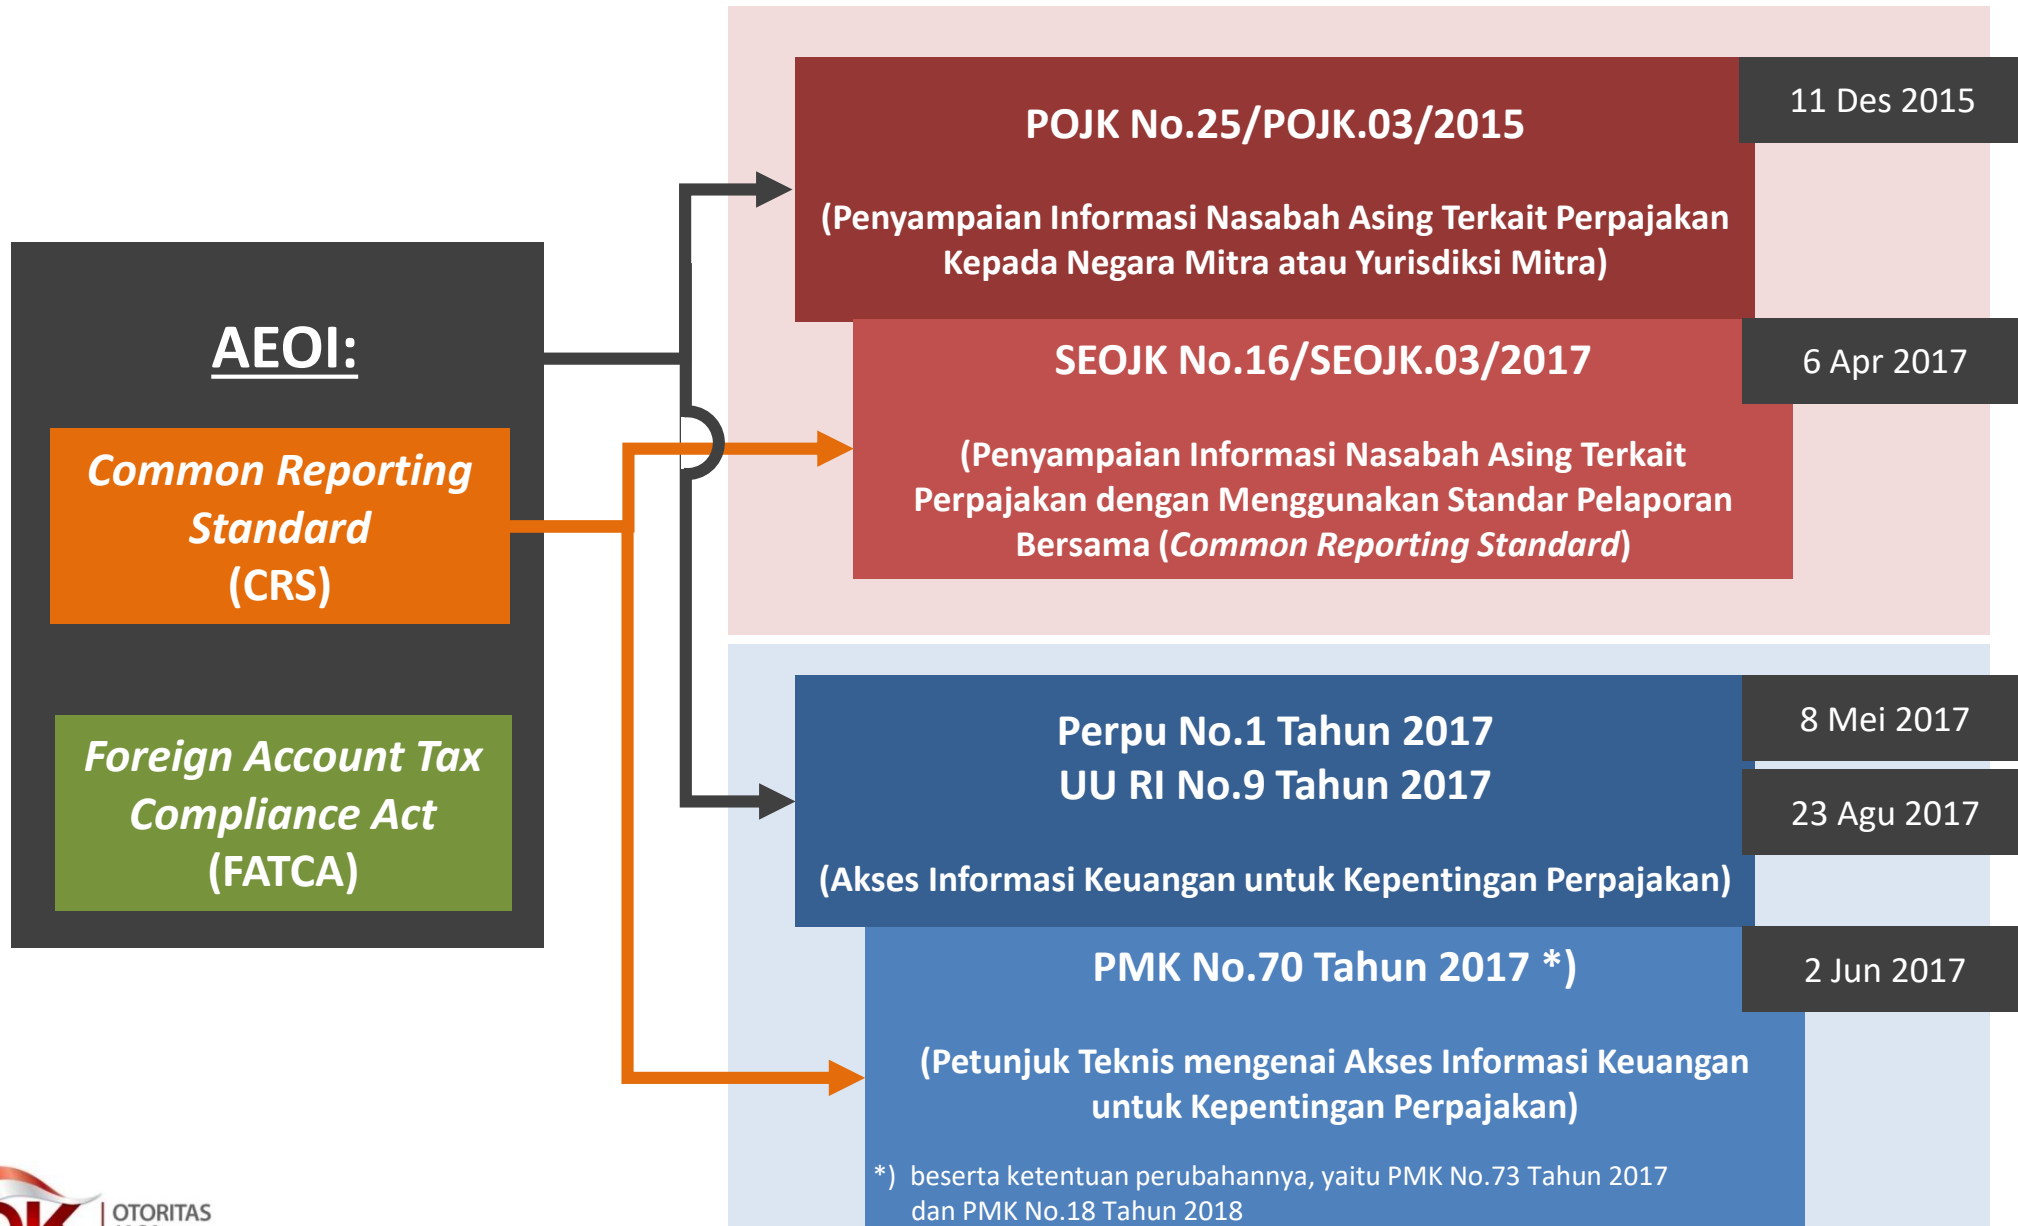 AEOI:
Common Reporting
Standard
(CRS)
Foreign Account Tax
Compliance Act
(FATCA)
POJK No.25/POJK.03/2015
11 Des 2015
(Penyampaian Informasi Nasabah Asing Terkait Perpajakan
Kepada Negara Mitra atau Yurisdiksi Mitra)
SEOJK No.16/SEOJK.03/2017
6 Apr 2017
(Penyampaian Informasi Nasabah Asing Terkait
Perpajakan dengan Menggunakan Standar Pelaporan
Bersama (Common Reporting Standard)
Perpu No.1 Tahun 2017
8 Mei 2017
UU RI No.9 Tahun 2017
23 Agu 2017
(Akses Informasi Keuangan untuk Kepentingan Perpajakan)
PMK No.70 Tahun 2017 *)
2 Jun 2017
(Petunjuk Teknis mengenai Akses Informasi Keuangan
untuk Kepentingan Perpajakan)
*) beserta ketentuan perubahannya, yaitu PMK No.73 Tahun 2017
dan PMK No.18 Tahun 2018
OTORITAS